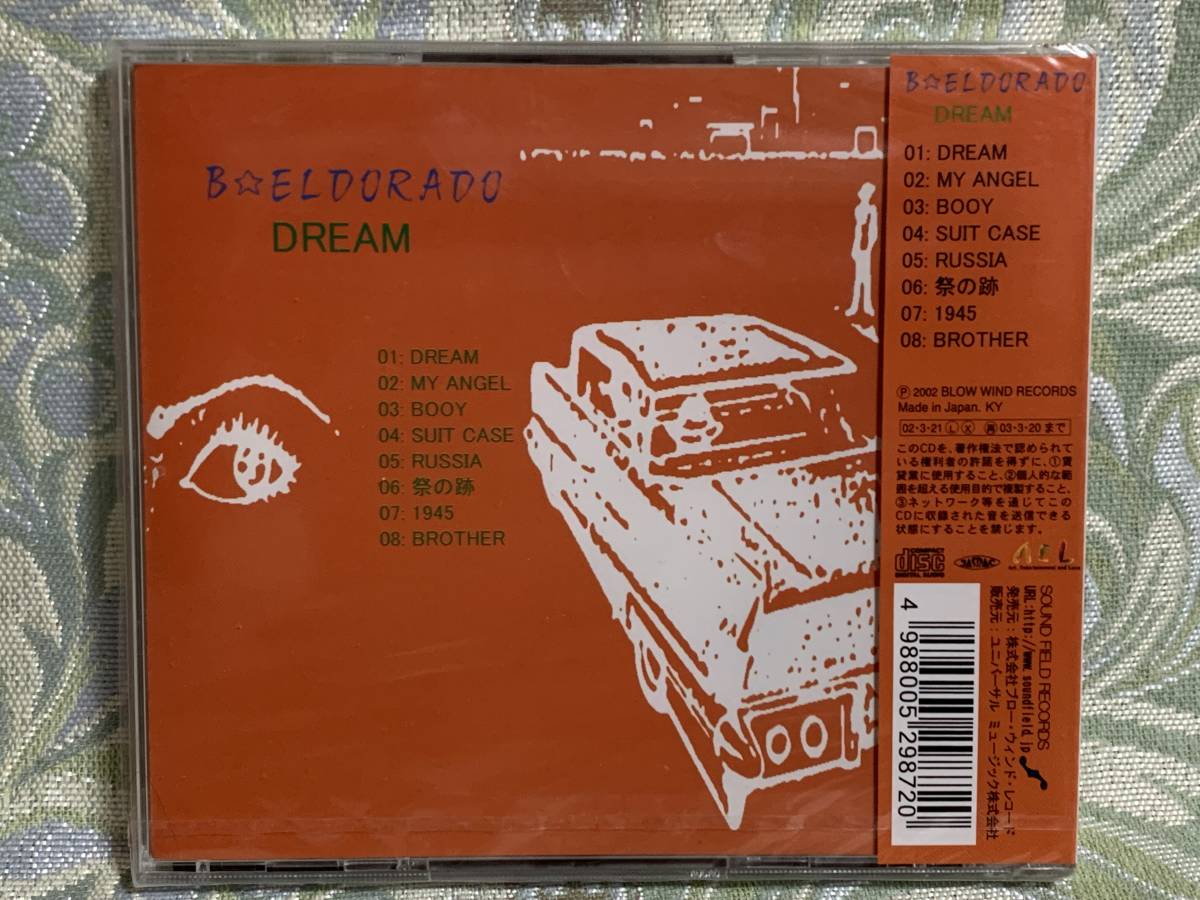 B☆ELDORADO
DREAM
01: DREAM
02: MY ANGEL
03: BOOY
04: SUIT CASE
05: RUSSIA
06: 祭の跡
07: 1945
08: BROTHER
B☆ELDORADO
DREAM
01: DREAM
02: MY ANGEL
03: BOOY
04: SUIT CASE
05: RUSSIA
06: 祭の跡
07: 1945
08: BROTHER
Ⓟ 2002 BLOW WIND RECORDS
Made in Japan. KY
02-3-21 Ⓛ Ⓧ ㊢ 03-3-20 まで
このCDを、著作権法で認められて
いる権利者の許諾を得ずに、①賃
貸業に使用すること、②個人的な範
囲を超える使用目的で複製すること、
③ネットワーク等を通じてこの
CDに収録された音を送信できる
状態にすることを禁じます。
COMPACT
disc
DIGITAL AUDIO
JASRAC
AEL
Art, Entertainment and Love
SOUND FIELD RECORDS
URL:http://www.soundfield.jp
発売元:株式会社ブロー・ウィンド・レコード
販売元:ユニバーサル ミュージック株式会社
4 988005 298720